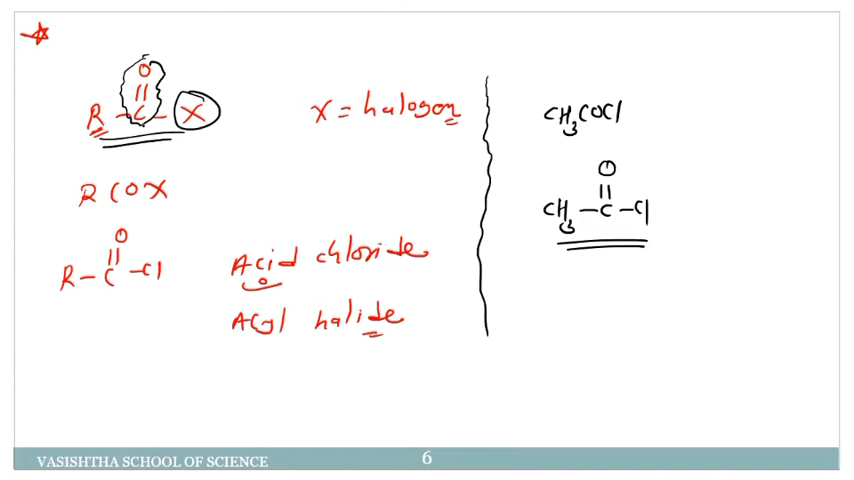 O
||
R - C - X
X = halogen
R COX
O
||
R - C - Cl
Acid chloride
Acyl halide
CH3COCl
O
||
CH3 - C - Cl
VASISHTHA SCHOOL OF SCIENCE
6